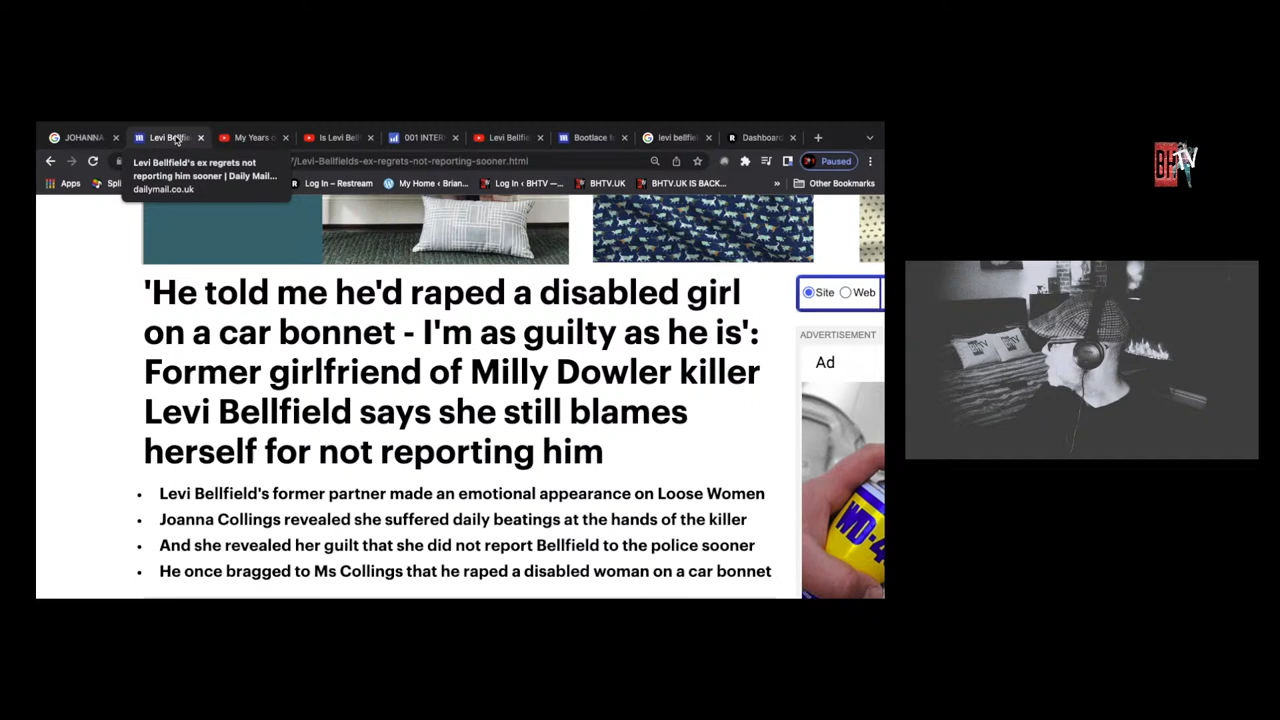 JOHANNA
Levi Bellfie
My Years o
Is Levi Bell
001 INTER
Levi Bellfie
Bootlace
levi bellfi
Dashboard
/Levi-Bellfields-ex-regrets-not-reporting-sooner.html
Paused
Levi Bellfield's ex regrets not
reporting him sooner | Daily Mail...
dailymail.co.uk
Apps
Log In – Restream
My Home ‹ Brian...
Log In ‹ BHTV —...
BHTV.UK
BHTV.UK IS BACK...
»
Other Bookmarks
'He told me he'd raped a disabled girl
on a car bonnet - I'm as guilty as he is':
Former girlfriend of Milly Dowler killer
Levi Bellfield says she still blames
herself for not reporting him
• Levi Bellfield's former partner made an emotional appearance on Loose Women
• Joanna Collings revealed she suffered daily beatings at the hands of the killer
• And she revealed her guilt that she did not report Bellfield to the police sooner
• He once bragged to Ms Collings that he raped a disabled woman on a car bonnet
Site Web
ADVERTISEMENT
Ad
WD-4
BHTV
BHTV
BHTV